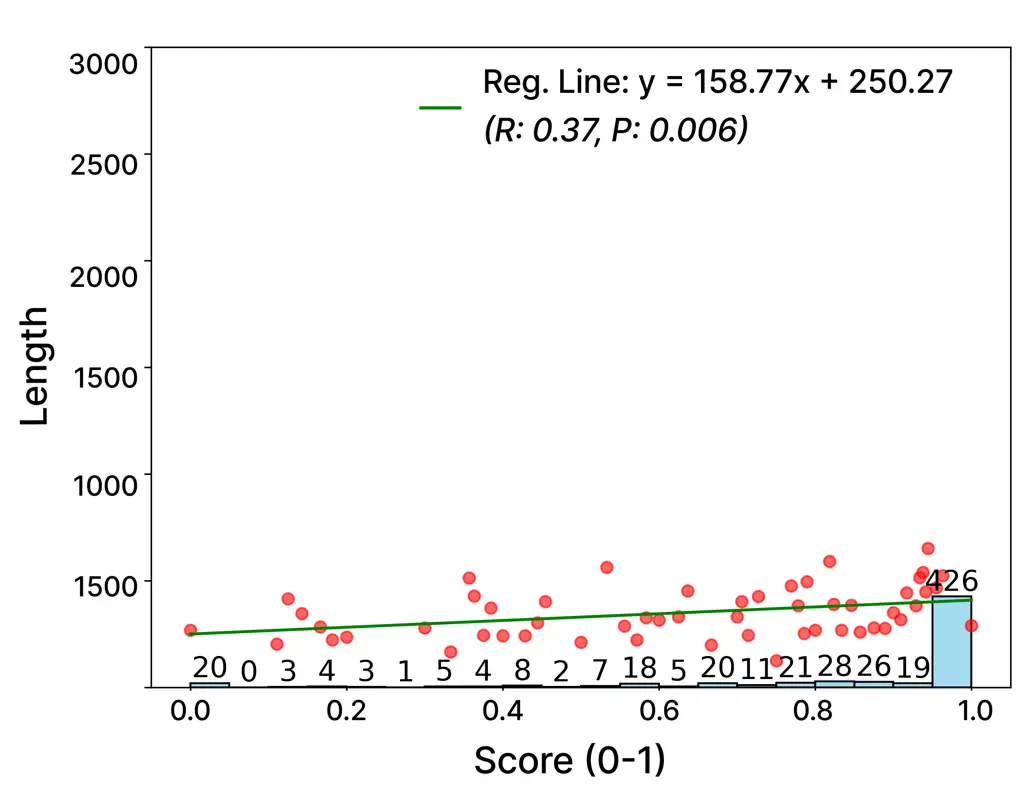 3000
Reg. Line: y = 158.77x + 250.27
(R: 0.37, P: 0.006)
2500
2000
Length
1500
1000
1500
426
20 0 3 4 3 1 5 4 8 2 7 18 5 20 11 21 28 26 19
0.0 0.2 0.4 0.6 0.8 1.0
Score (0-1)